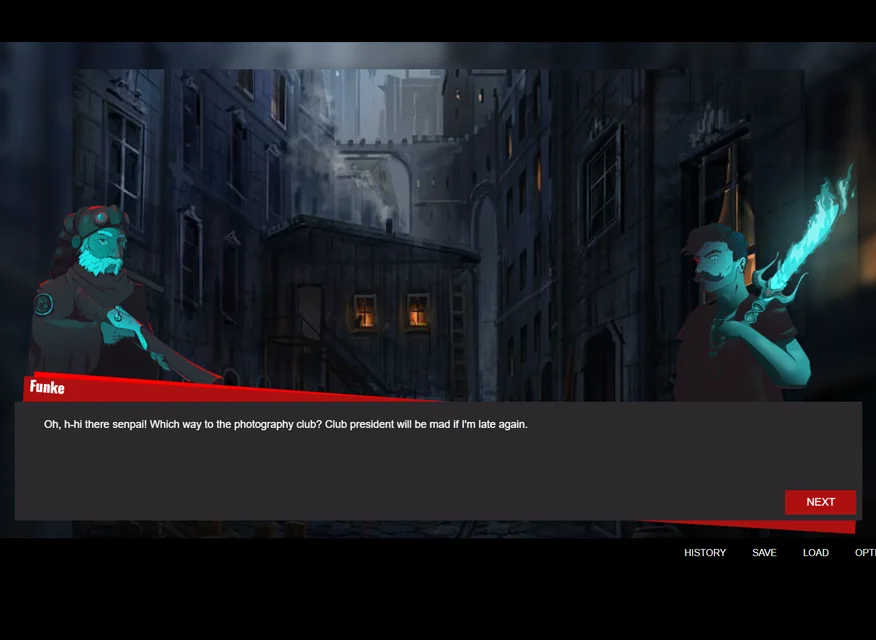 Funke
Oh, h-hi there senpai! Which way to the photography club? Club president will be mad if I'm late again.
NEXT
HISTORY SAVE LOAD OPTI